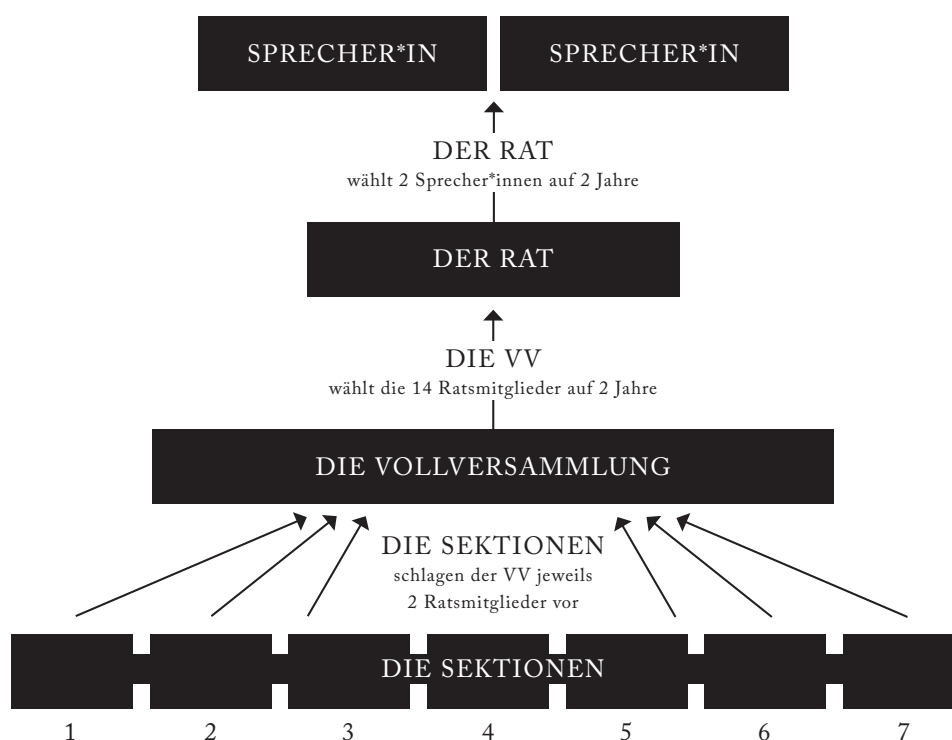 SPRECHER*IN SPRECHER*IN
DER RAT
wählt 2 Sprecher*innen auf 2 Jahre
DER RAT
DIE VV
wählt die 14 Ratsmitglieder auf 2 Jahre
DIE VOLLVERSAMMLUNG
DIE SEKTIONEN
schlagen der VV jeweils
2 Ratsmitglieder vor
DIE SEKTIONEN
1 2 3 4 5 6 7